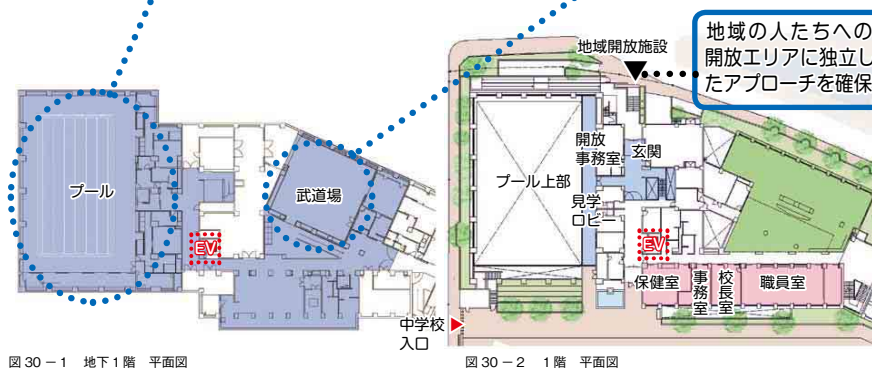 地域の人たちへの
開放エリアに独立し
たアプローチを確保
地域開放施設
プール
武道場
EV
開放
事務室
玄関
プール上部
見学
ロビー
EV
保健室
事務室
校長室
職員室
中学校
入口
図30－1 地下1階 平面図
図30－2 1階 平面図